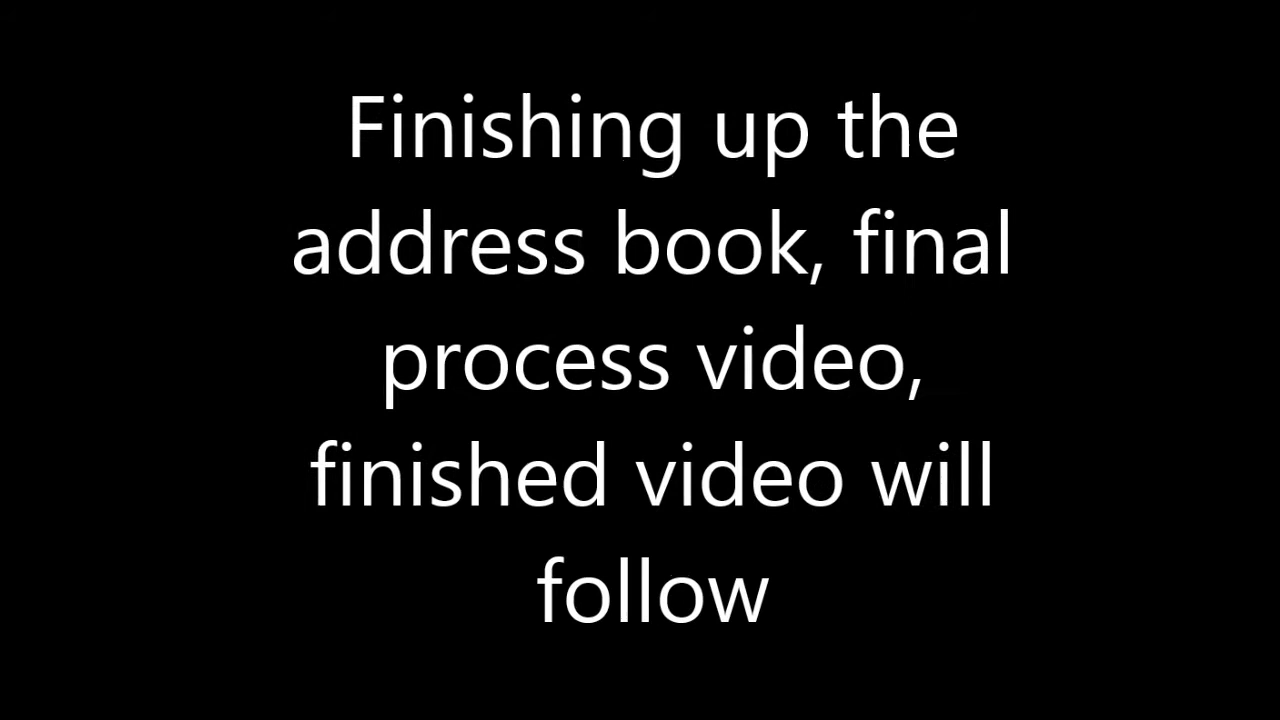 Finishing up the
address book, final
process video,
finished video will
follow